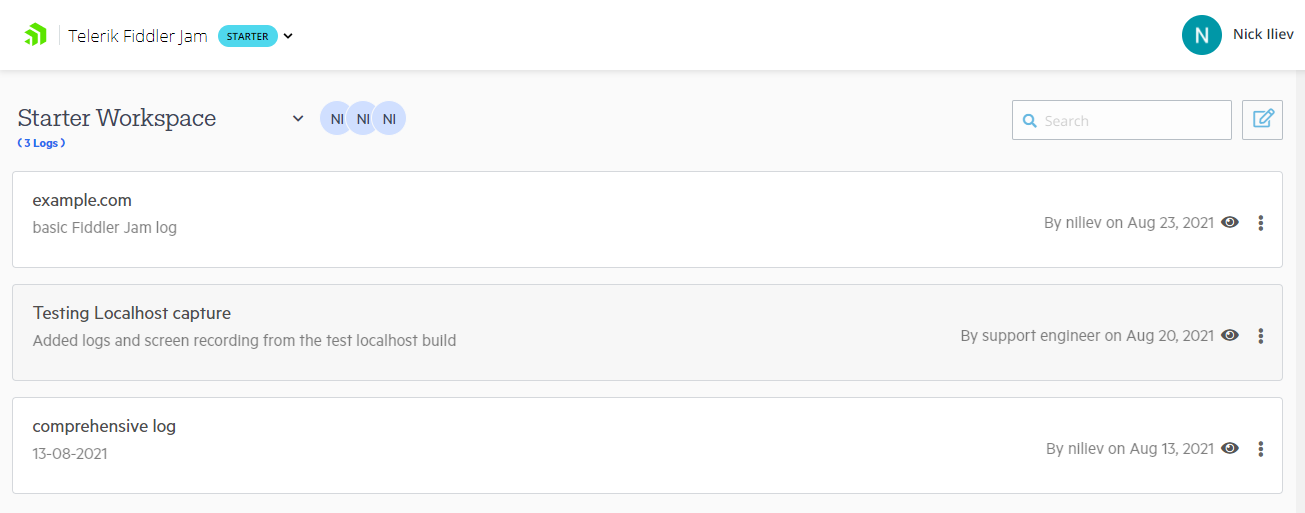 Telerik Fiddler Jam STARTER
N Nick Iliev
Starter Workspace NI NI NI
( 3 Logs )
Search
example.com
basic Fiddler Jam log
By niliev on Aug 23, 2021
Testing Localhost capture
Added logs and screen recording from the test localhost build
By support engineer on Aug 20, 2021
comprehensive log
13-08-2021
By niliev on Aug 13, 2021